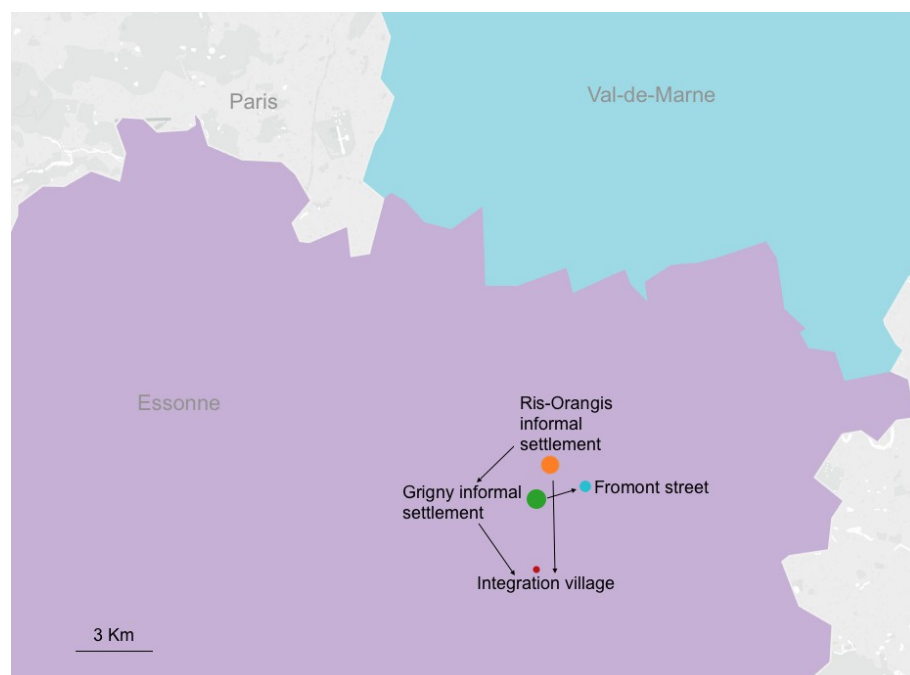 Paris
Val-de-Marne
Essonne
Ris-Orangis
informal
settlement
Grigny informal
settlement
Fromont street
Integration village
3 Km